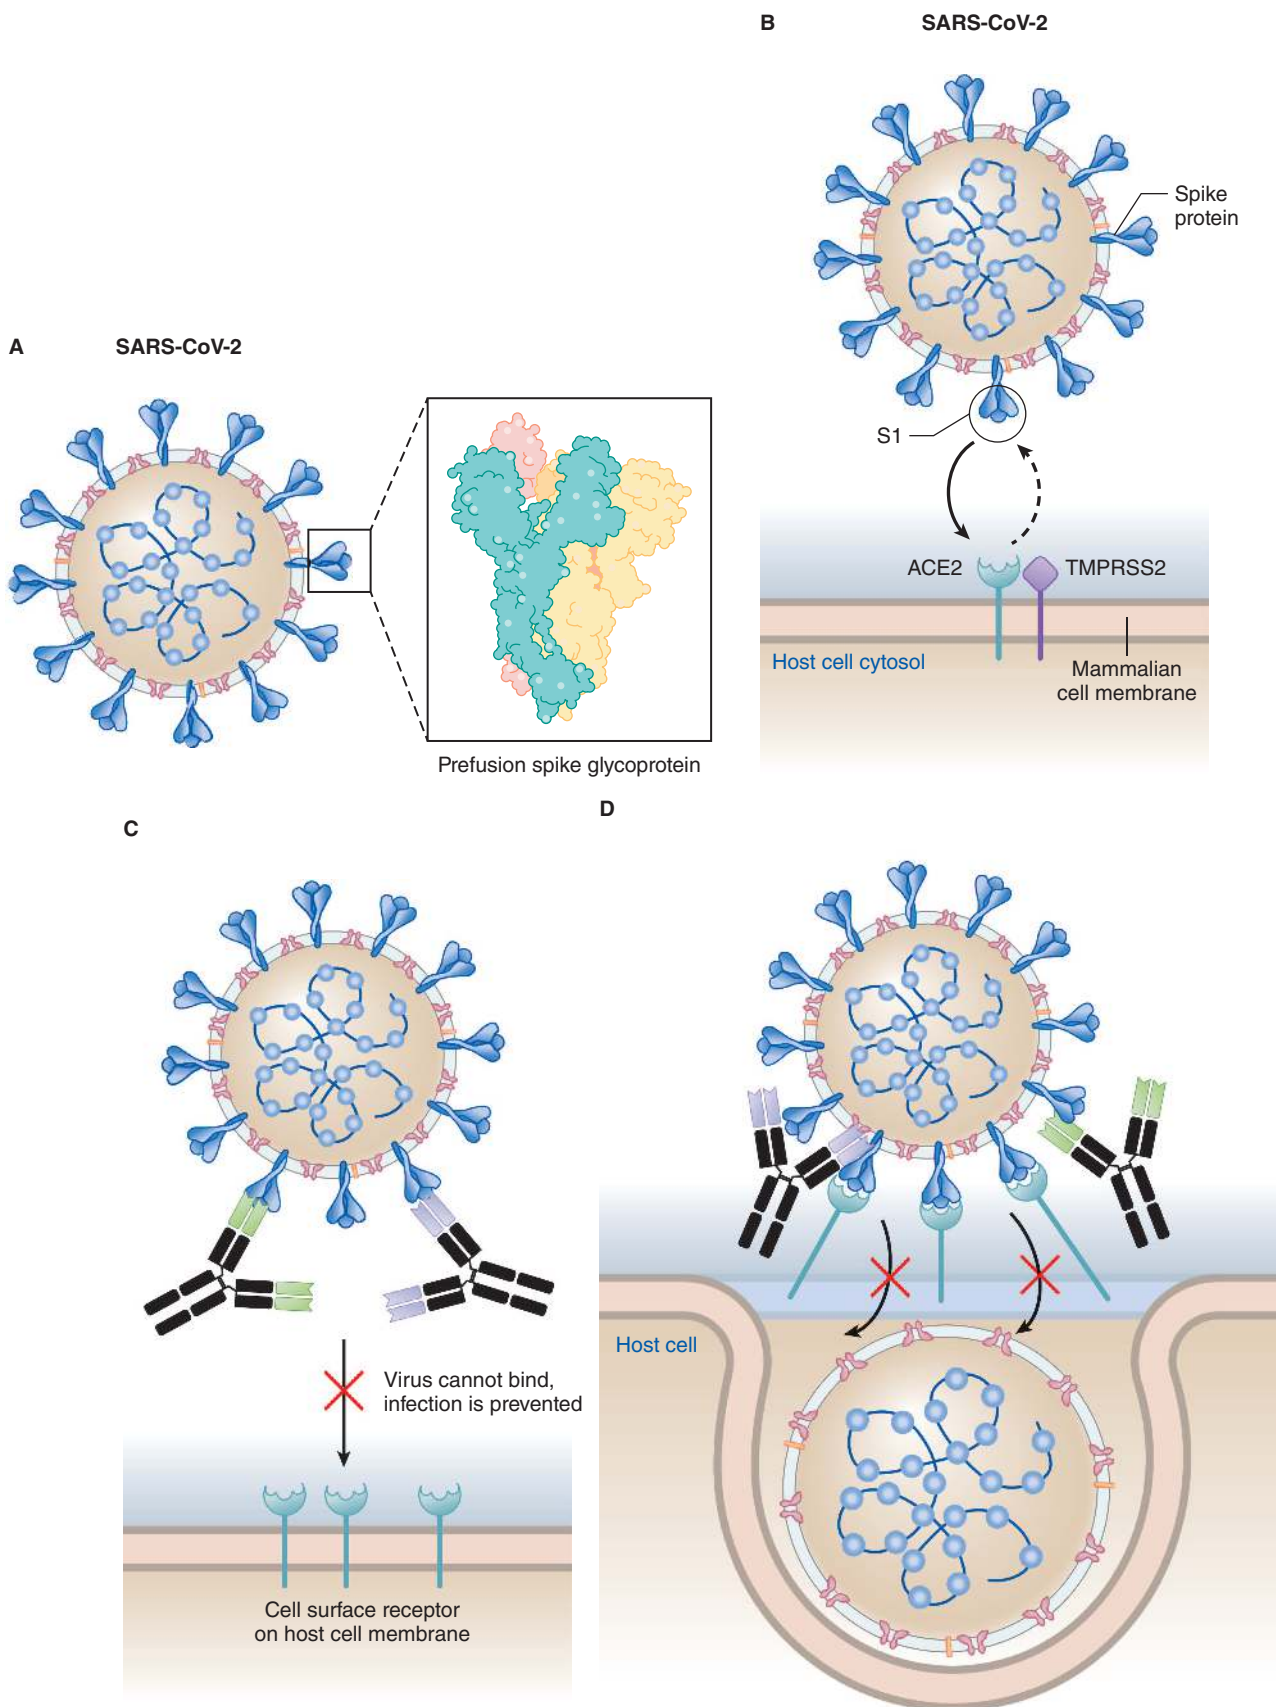 A
SARS-CoV-2
Prefusion spike glycoprotein
B
SARS-CoV-2
Spike
protein
S1
ACE2
TMPRSS2
Host cell cytosol
Mammalian
cell membrane
C
Virus cannot bind,
infection is prevented
Cell surface receptor
on host cell membrane
D
Host cell